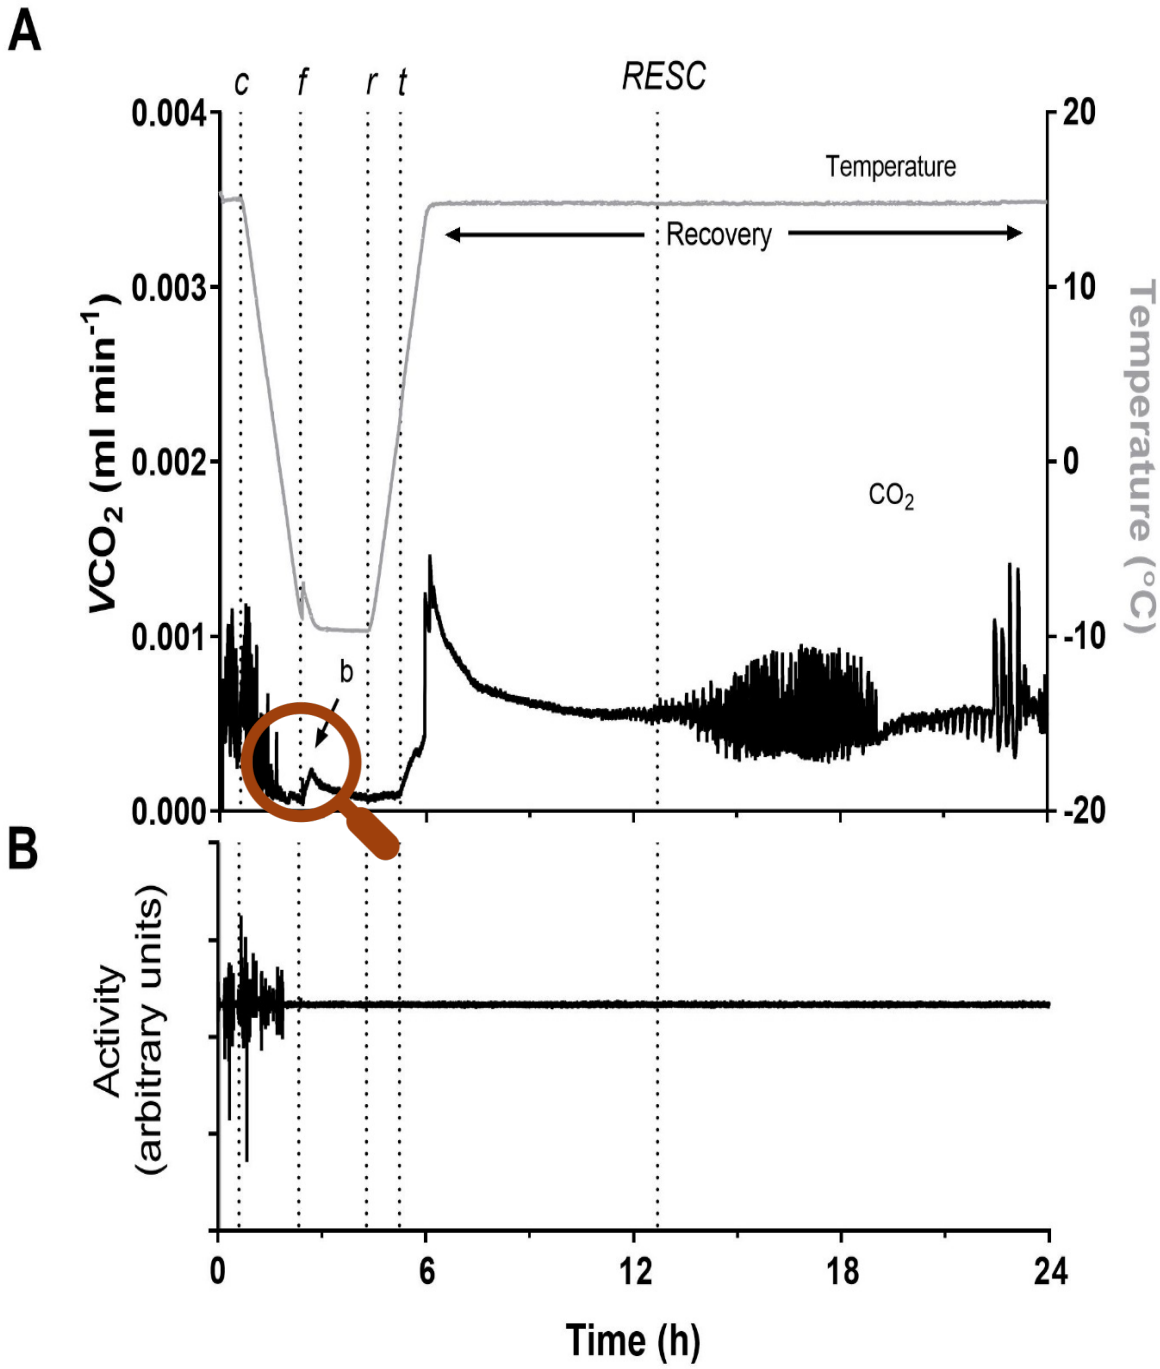 A
c f r t RESC
0.004
0.003
0.002
0.001
0.000
VCO₂ (ml min⁻¹)
20
10
0
-10
-20
Temperature (°C)
Temperature
Recovery
CO₂
b
B
Activity
(arbitrary units)
0 6 12 18 24
Time (h)